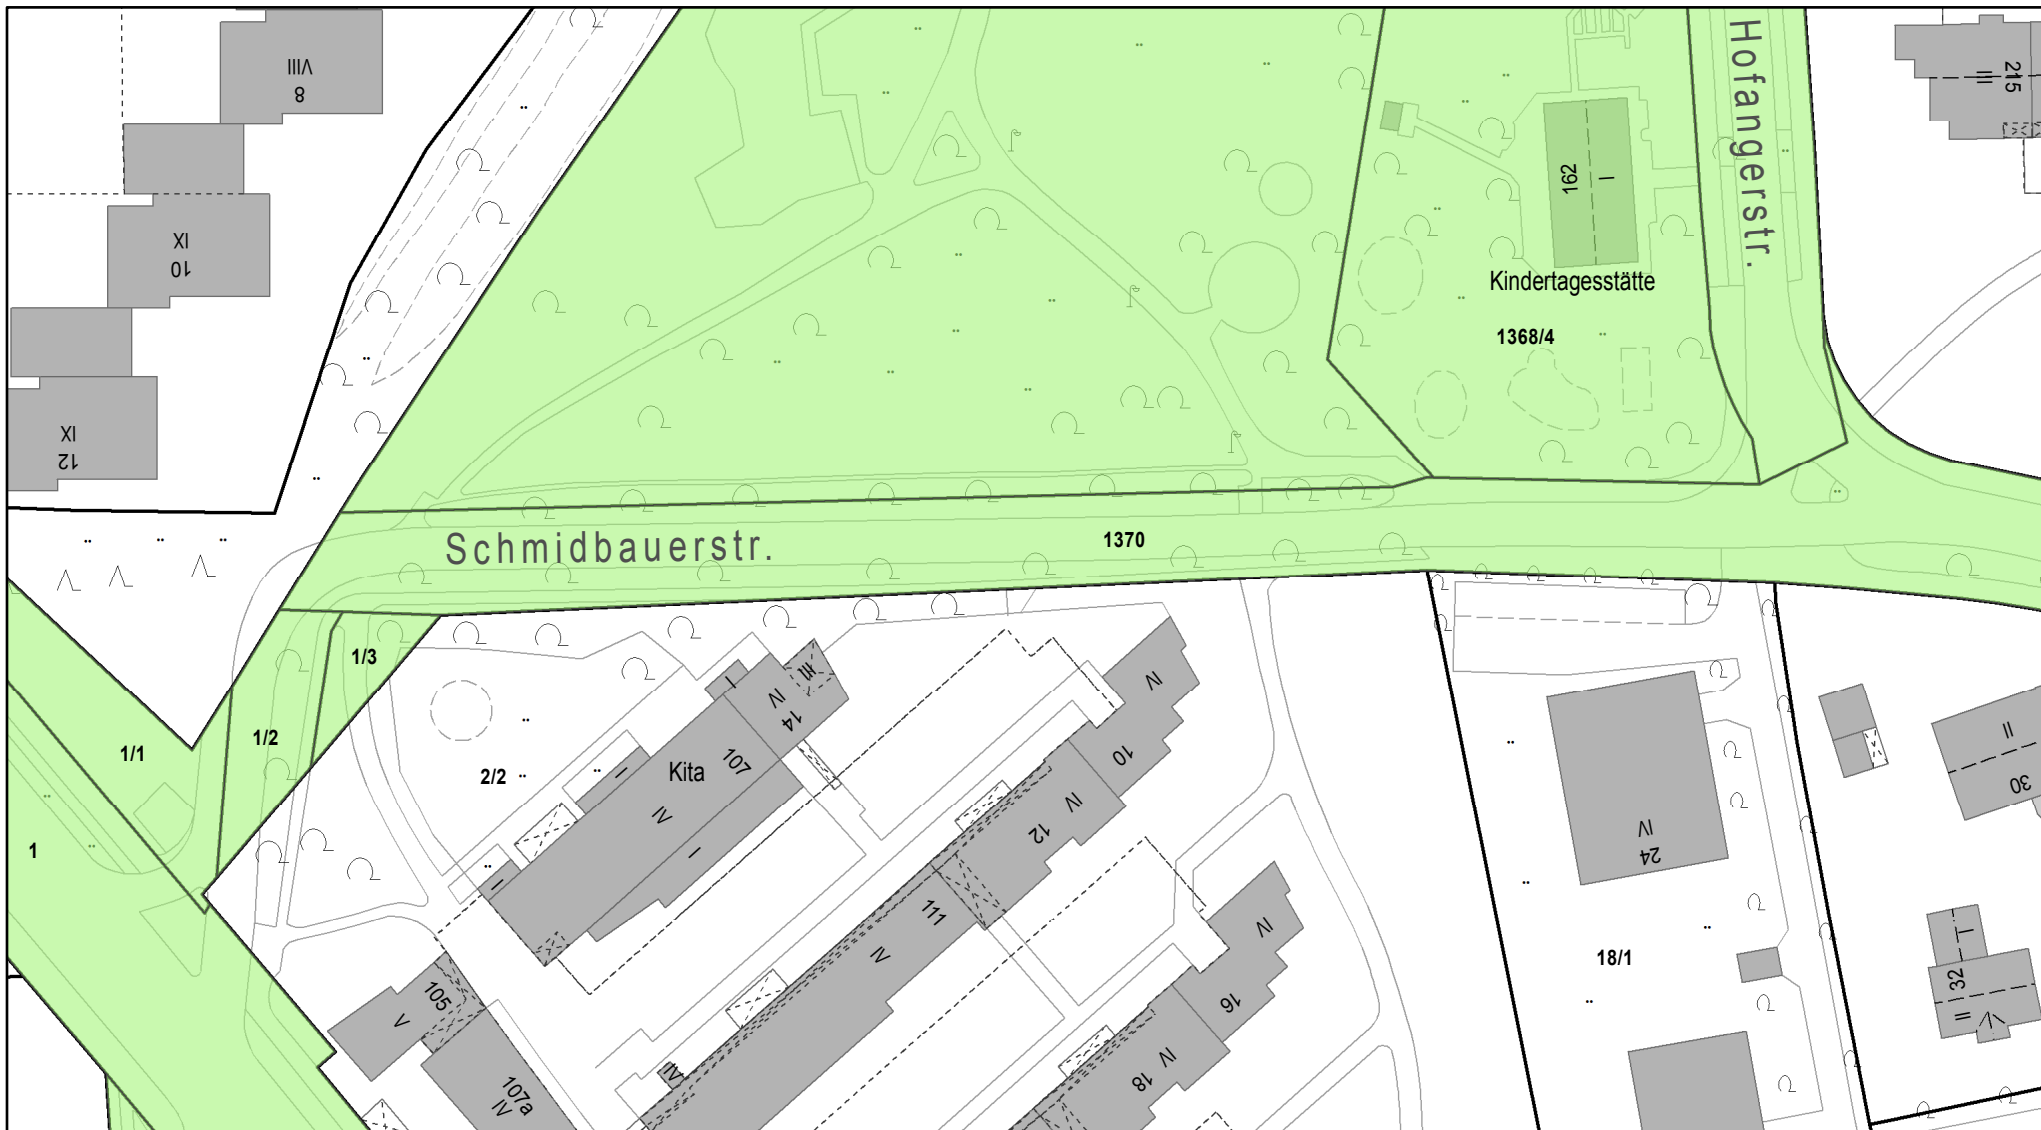 VIII
8
IX
10
IX
12
Hofangerstr.
III
215
162
I
Kindertagesstätte
1368/4
Schmidbauerstr.
1370
1/3
1/2
1/1
1
2/2
I
IV
14
III
107
Kita
I
IV
I
I
IV
10
IV
12
111
IV
IV
16
IV
18
IV
105
V
107a
IV
IV
24
18/1
II
30
I
32
II